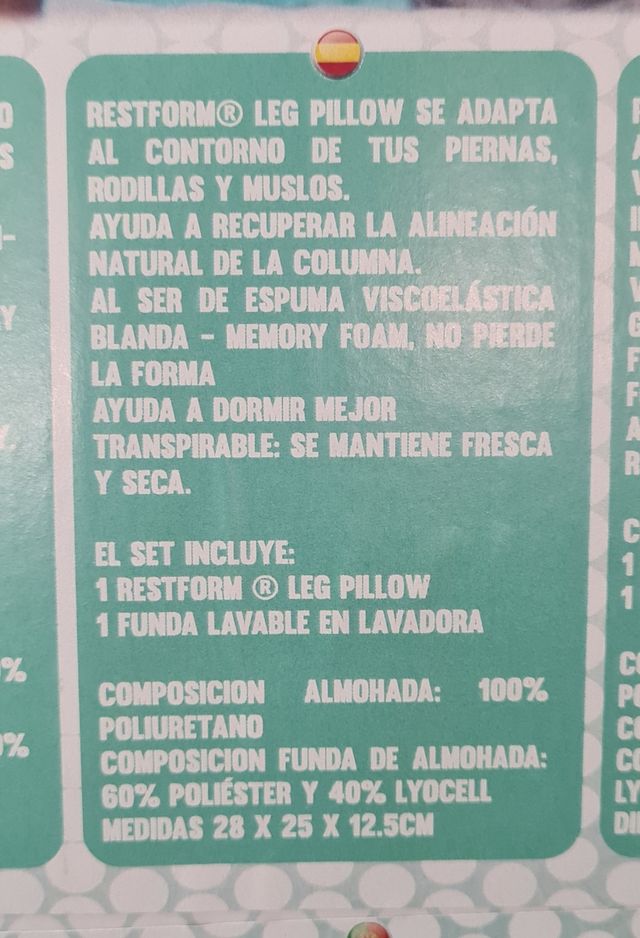 RESTFORM® LEG PILLOW SE ADAPTA
AL CONTORNO DE TUS PIERNAS,
RODILLAS Y MUSLOS.
AYUDA A RECUPERAR LA ALINEACIÓN
NATURAL DE LA COLUMNA.
AL SER DE ESPUMA VISCOELÁSTICA
BLANDA - MEMORY FOAM, NO PIERDE
LA FORMA
AYUDA A DORMIR MEJOR
TRANSPIRABLE: SE MANTIENE FRESCA
Y SECA.
EL SET INCLUYE:
1 RESTFORM ® LEG PILLOW
1 FUNDA LAVABLE EN LAVADORA
COMPOSICION ALMOHADA: 100%
POLIURETANO
COMPOSICION FUNDA DE ALMOHADA:
60% POLIÉSTER Y 40% LYOCELL
MEDIDAS 28 X 25 X 12.5CM